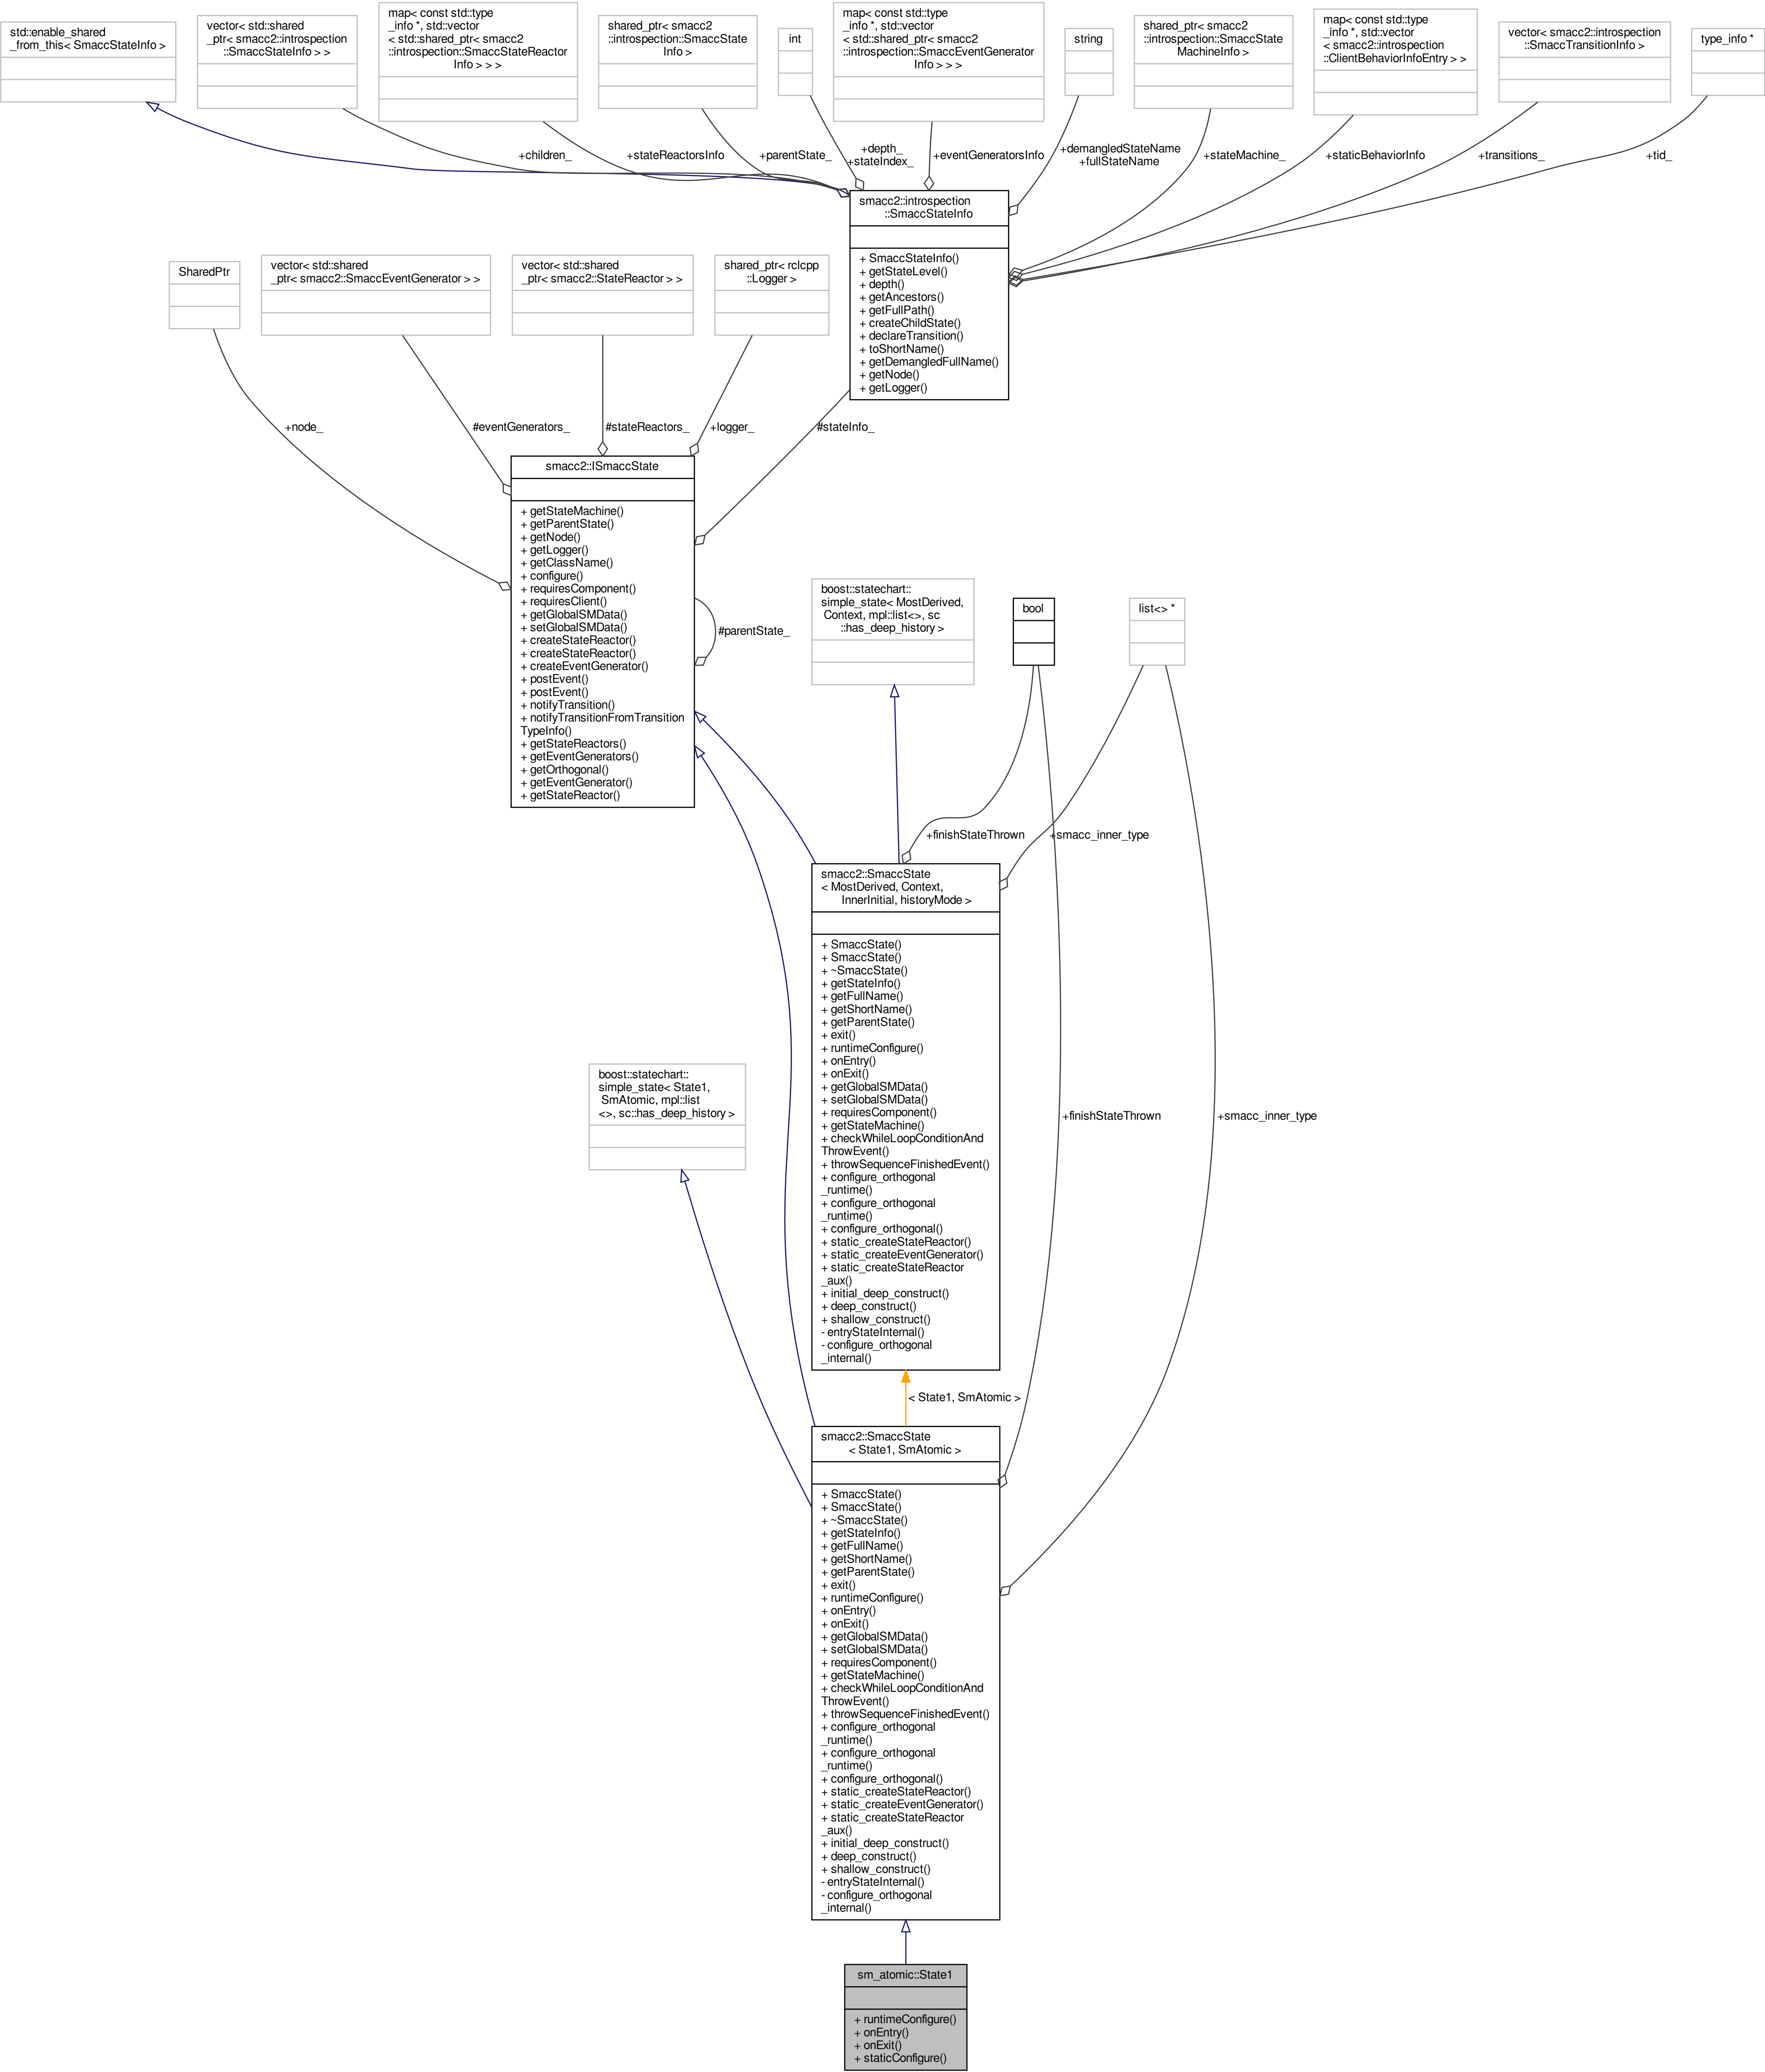 std::enable_shared
_from_this< SmaccStateInfo >
vector< std::shared
_ptr< smacc2::introspection
::SmaccStateInfo > >
map< const std::type
_info *, std::vector
< std::shared_ptr< smacc2
::introspection::SmaccStateReactor
Info > > >
shared_ptr< smacc2
::introspection::SmaccState
Info >
int
map< const std::type
_info *, std::vector
< std::shared_ptr< smacc2
::introspection::SmaccEventGenerator
Info > > >
string
shared_ptr< smacc2
::introspection::SmaccState
MachineInfo >
map< const std::type
_info *, std::vector
< smacc2::introspection
::ClientBehaviorInfoEntry > >
vector< smacc2::introspection
::SmaccTransitionInfo >
type_info *
+children_
+stateReactorsInfo
+parentState_
+depth_
+stateIndex_
+eventGeneratorsInfo
+demangledStateName
+fullStateName
+stateMachine_
+staticBehaviorInfo
+transitions_
+tid_
smacc2::introspection
::SmaccStateInfo
+ SmaccStateInfo()
+ getStateLevel()
+ depth()
+ getAncestors()
+ getFullPath()
+ createChildState()
+ declareTransition()
+ toShortName()
+ getDemangledFullName()
+ getNode()
+ getLogger()
SharedPtr
vector< std::shared
_ptr< smacc2::SmaccEventGenerator > >
vector< std::shared
_ptr< smacc2::StateReactor > >
shared_ptr< rclcpp
::Logger >
+node_
#eventGenerators_
#stateReactors_
+logger_
#stateInfo_
smacc2::ISmaccState
+ getStateMachine()
+ getParentState()
+ getNode()
+ getLogger()
+ getClassName()
+ configure()
+ requiresComponent()
+ requiresClient()
+ getGlobalSMData()
+ setGlobalSMData()
+ createStateReactor()
+ createStateReactor()
+ createEventGenerator()
+ postEvent()
+ postEvent()
+ notifyTransition()
+ notifyTransitionFromTransition
TypeInfo()
+ getStateReactors()
+ getEventGenerators()
+ getOrthogonal()
+ getEventGenerator()
+ getStateReactor()
#parentState_
boost::statechart::
simple_state< MostDerived,
Context, mpl::list<>, sc
::has_deep_history >
bool
list<> *
+finishStateThrown
+smacc_inner_type
smacc2::SmaccState
< MostDerived, Context,
InnerInitial, historyMode >
+ SmaccState()
+ SmaccState()
+ ~SmaccState()
+ getStateInfo()
+ getFullName()
+ getShortName()
+ getParentState()
+ exit()
+ runtimeConfigure()
+ onEntry()
+ onExit()
+ getGlobalSMData()
+ setGlobalSMData()
+ requiresComponent()
+ getStateMachine()
+ checkWhileLoopConditionAnd
ThrowEvent()
+ throwSequenceFinishedEvent()
+ configure_orthogonal
_runtime()
+ configure_orthogonal
_runtime()
+ configure_orthogonal()
+ static_createStateReactor()
+ static_createEventGenerator()
+ static_createStateReactor
_aux()
+ initial_deep_construct()
+ deep_construct()
+ shallow_construct()
- entryStateInternal()
- configure_orthogonal
_internal()
boost::statechart::
simple_state< State1,
SmAtomic, mpl::list
<>, sc::has_deep_history >
+finishStateThrown
+smacc_inner_type
< State1, SmAtomic >
smacc2::SmaccState
< State1, SmAtomic >
+ SmaccState()
+ SmaccState()
+ ~SmaccState()
+ getStateInfo()
+ getFullName()
+ getShortName()
+ getParentState()
+ exit()
+ runtimeConfigure()
+ onEntry()
+ onExit()
+ getGlobalSMData()
+ setGlobalSMData()
+ requiresComponent()
+ getStateMachine()
+ checkWhileLoopConditionAnd
ThrowEvent()
+ throwSequenceFinishedEvent()
+ configure_orthogonal
_runtime()
+ configure_orthogonal
_runtime()
+ configure_orthogonal()
+ static_createStateReactor()
+ static_createEventGenerator()
+ static_createStateReactor
_aux()
+ initial_deep_construct()
+ deep_construct()
+ shallow_construct()
- entryStateInternal()
- configure_orthogonal
_internal()
sm_atomic::State1
+ runtimeConfigure()
+ onEntry()
+ onExit()
+ staticConfigure()